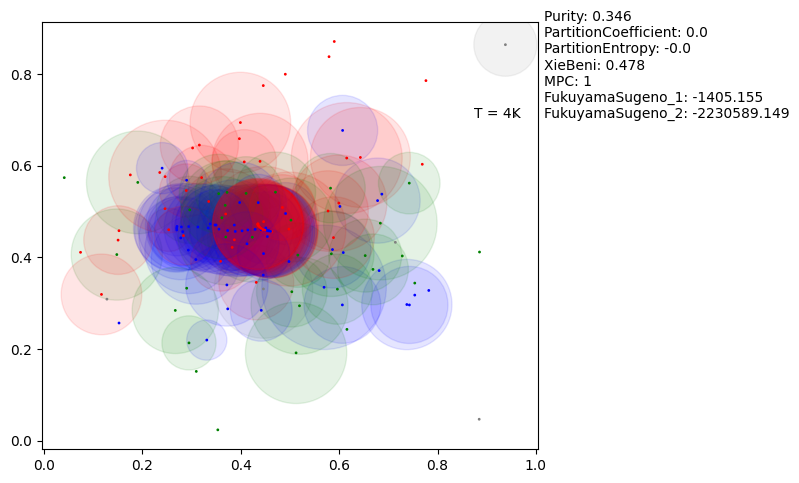 Purity: 0.346
PartitionCoefficient: 0.0
PartitionEntropy: -0.0
XieBeni: 0.478
MPC: 1
FukuyamaSugeno_1: -1405.155
FukuyamaSugeno_2: -2230589.149
T = 4K
0.8
0.6
0.4
0.2
0.0
0.0 0.2 0.4 0.6 0.8 1.0